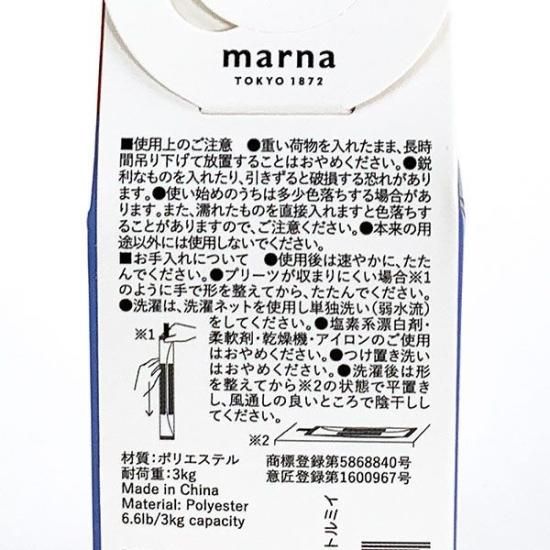 marna
TOKYO 1872
■使用上のご注意 ●重い荷物を入れたまま、長時
間吊り下げて放置することはおやめください。●鋭
利なものを入れたり、引きずると破損する恐れがあり
ます。●使い始めのうちは多少色落ちする場合があ
ります。また、濡れたものを直接入れますと色落ちす
ることがありますので、ご注意ください。●本来の用
途以外には使用しないでください。
■お手入れについて ●使用後は速やかに、たた
んでください。●プリーツが収まりにくい場合※1
のように手で形を整えてから、たたんでください。
●洗濯は、洗濯ネットを使用し単独洗い(弱水流)
をしてください。●塩素系漂白剤・
※1
柔軟剤・乾燥機・アイロンのご使用
はおやめください。●つけ置き洗い
はおやめください。●洗濯後は形
を整えてから※2の状態で平置き
し、風通しの良いところで陰干しし
てください。
※2
材質:ポリエステル
耐荷重:3kg
Made in China
Material: Polyester
6.6lb/3kg capacity
商標登録第5868840号
意匠登録第1600967号
トルミイ